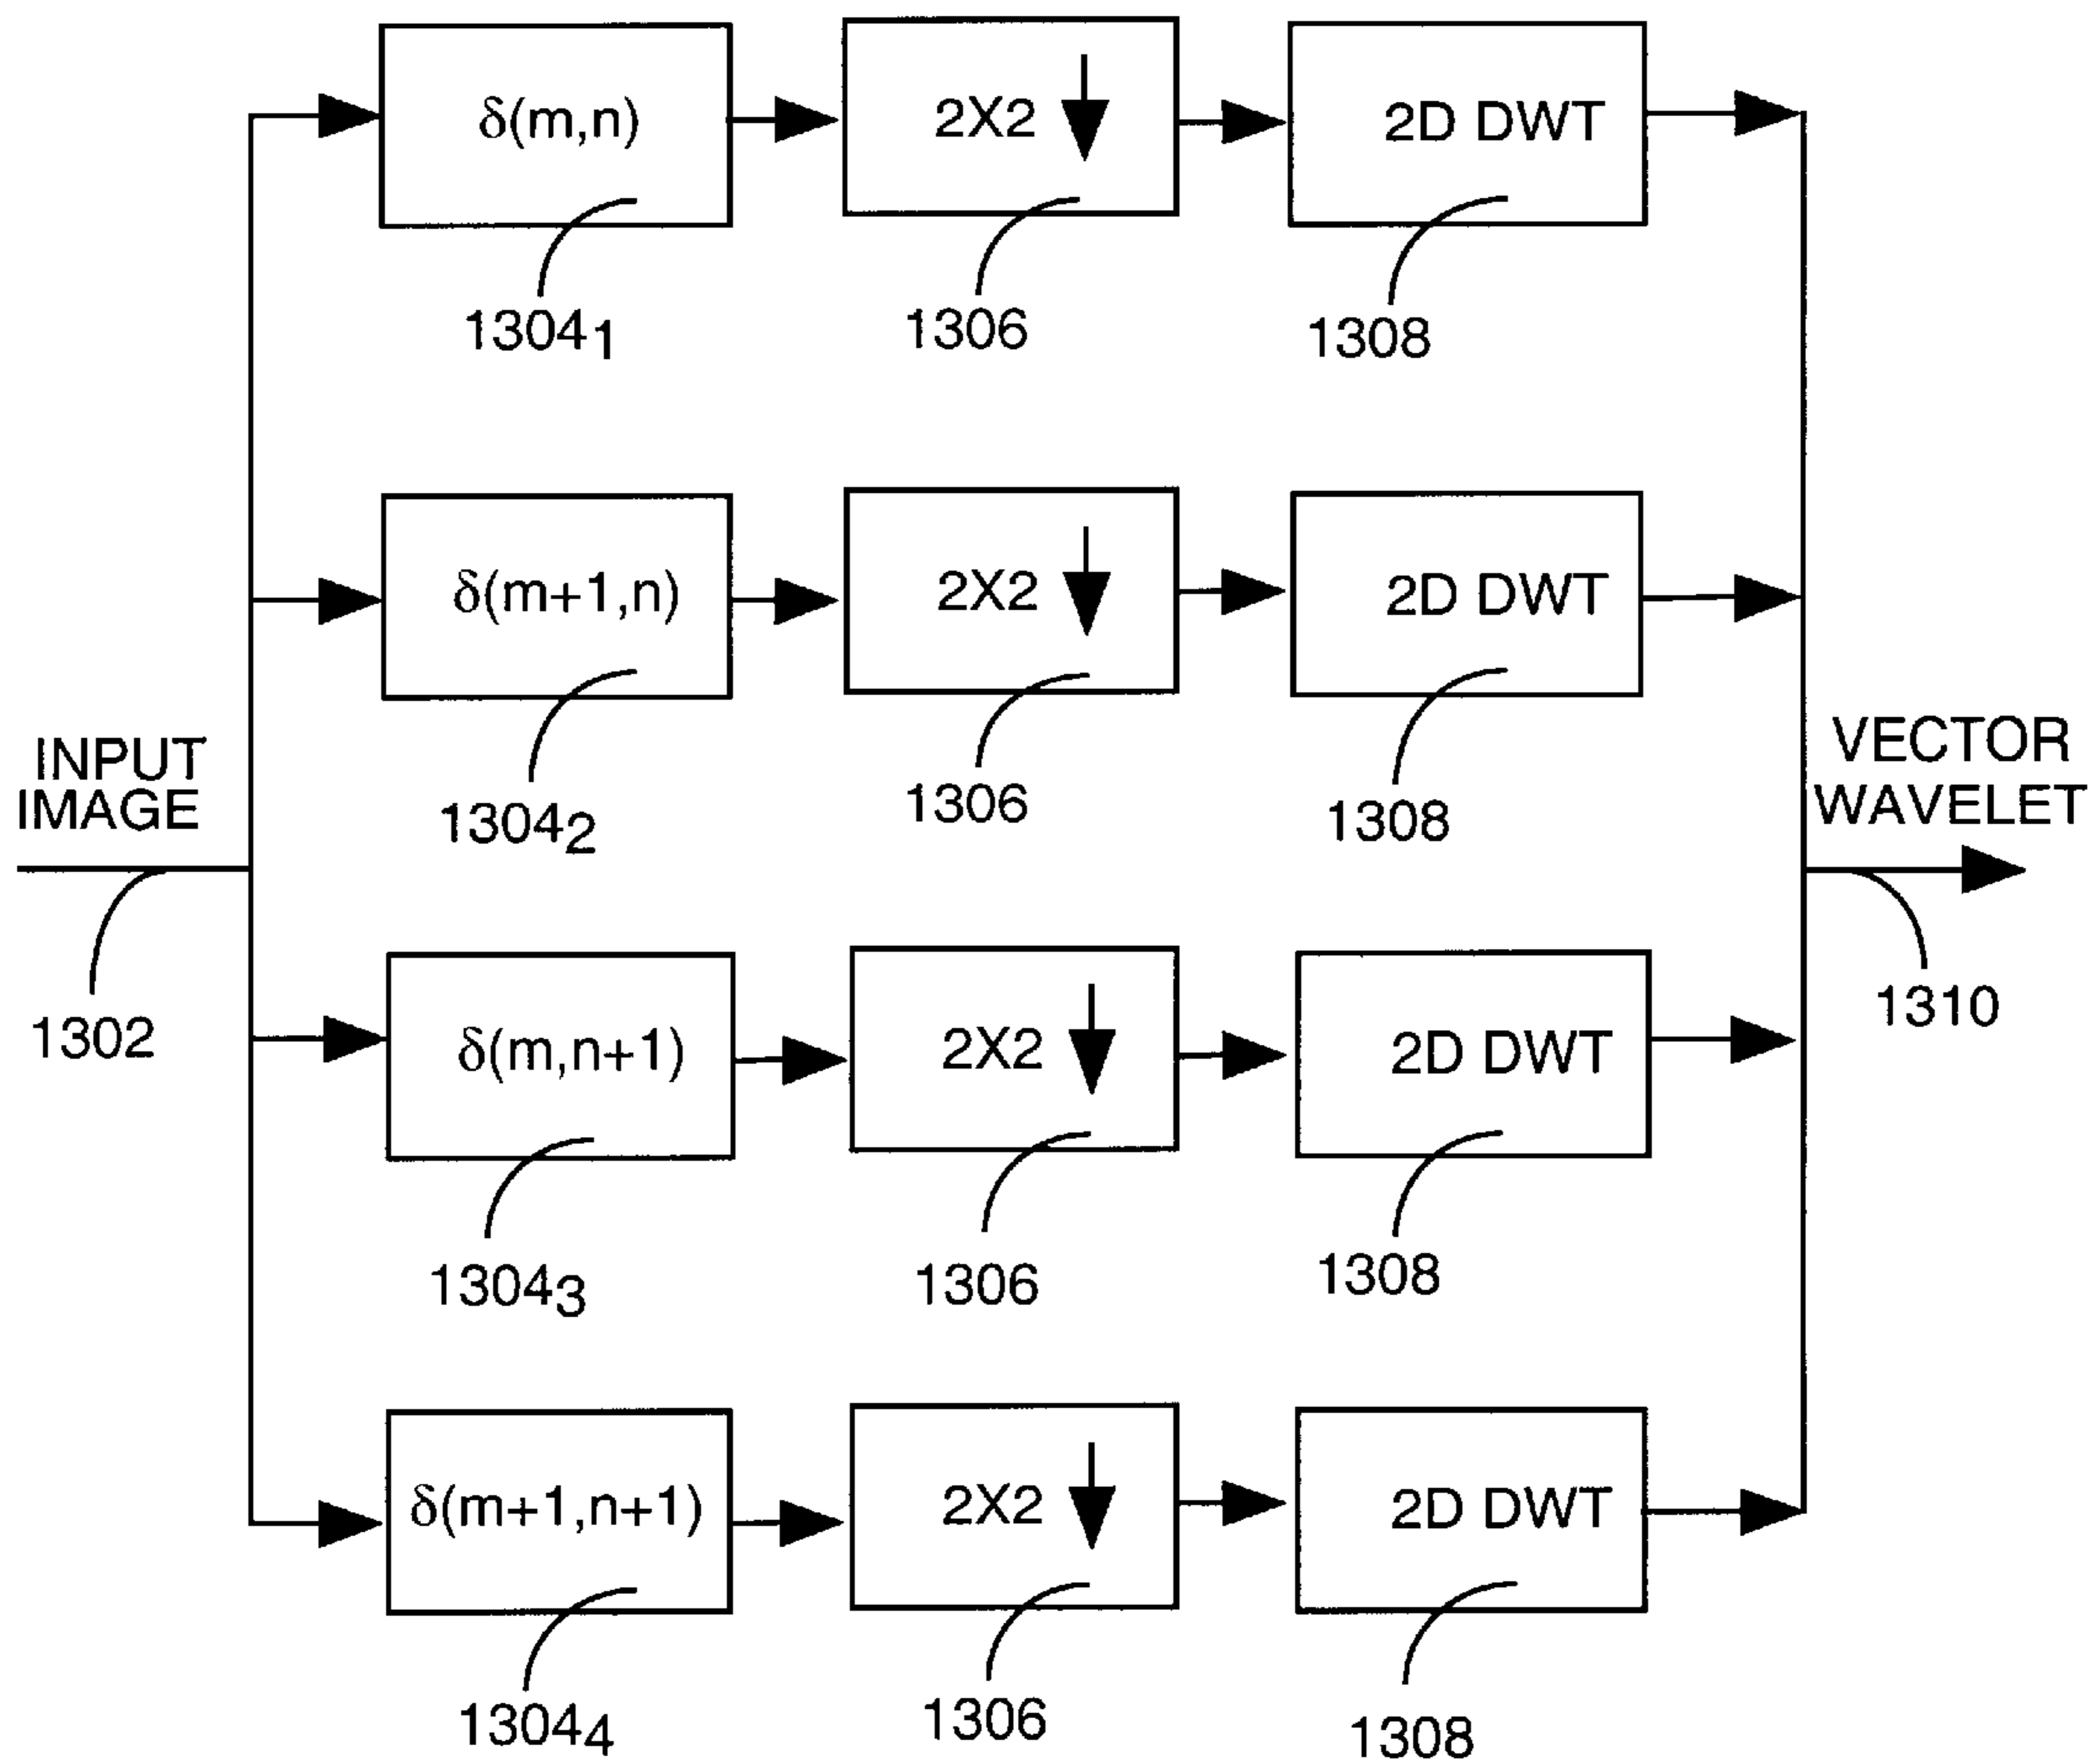 δ(m,n)
2X2
2D DWT
1304₁
1306
1308
δ(m+1,n)
2X2
2D DWT
1304₂
1306
1308
INPUT
IMAGE
1302
VECTOR
WAVELET
1310
δ(m,n+1)
2X2
2D DWT
1304₃
1306
1308
δ(m+1,n+1)
2X2
2D DWT
1304₄
1306
1308